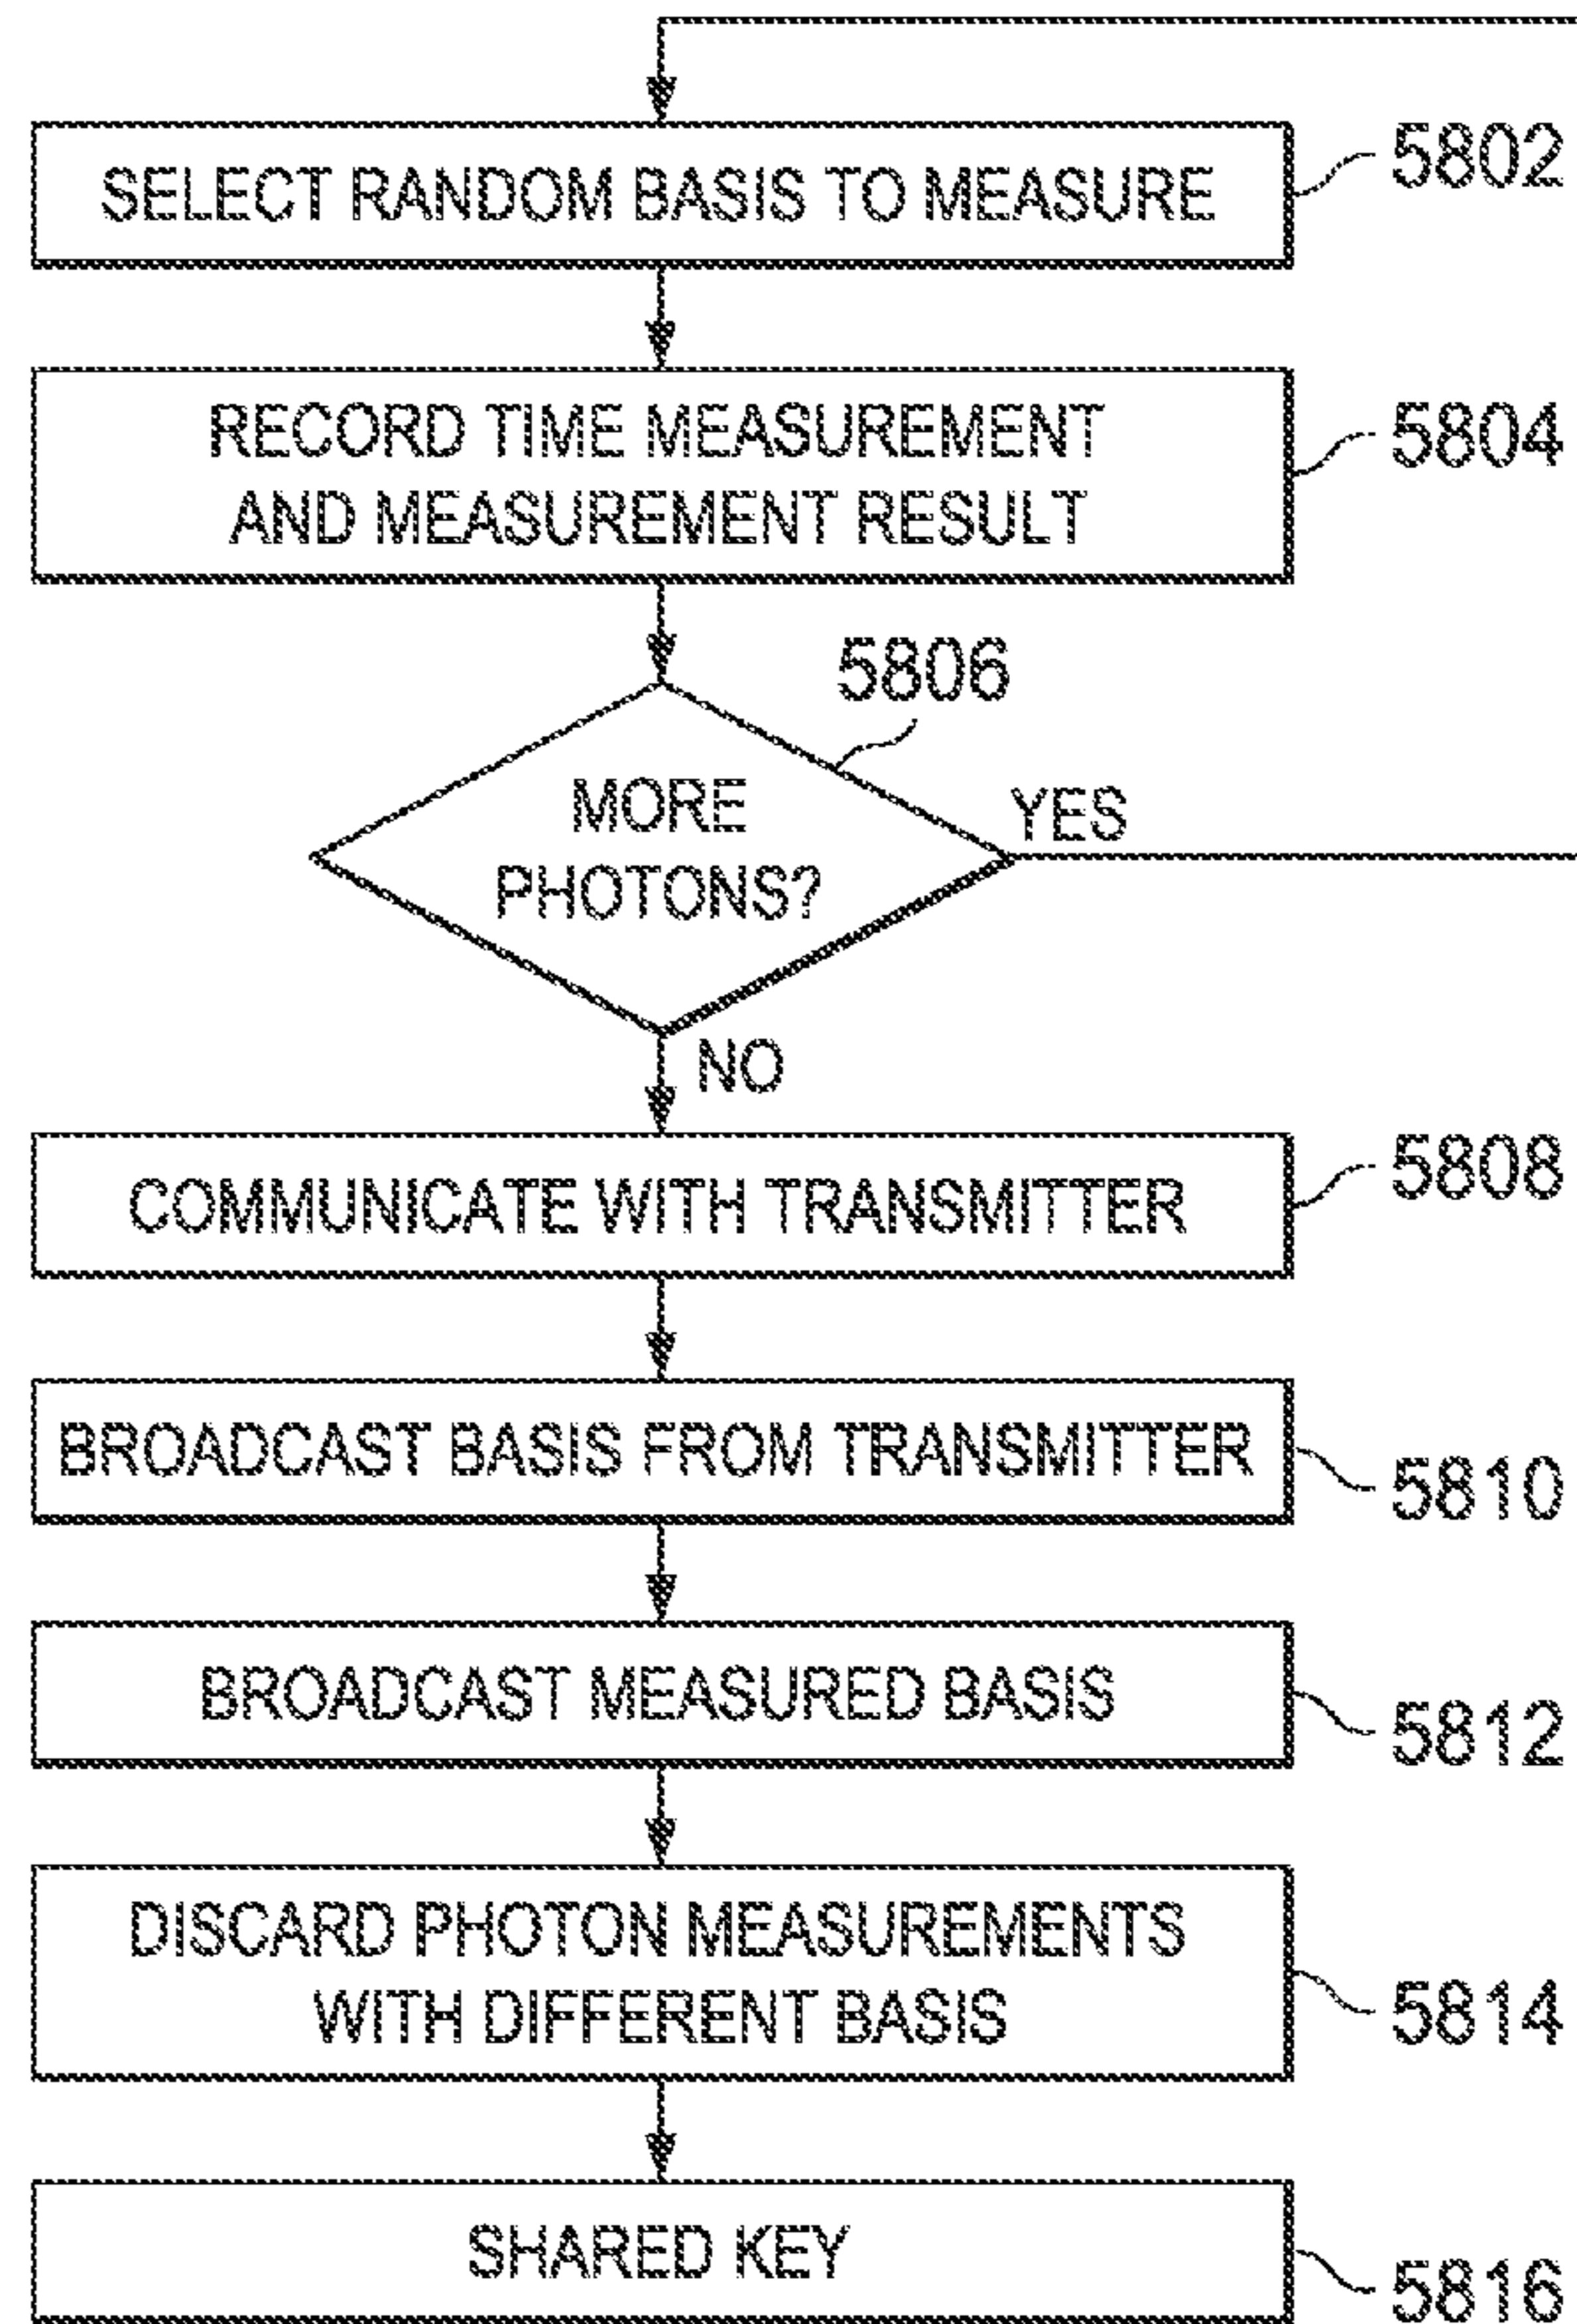 SELECT RANDOM BASIS TO MEASURE
5802
RECORD TIME MEASUREMENT
AND MEASUREMENT RESULT
5804
5806
MORE
PHOTONS?
YES
NO
COMMUNICATE WITH TRANSMITTER
5808
BROADCAST BASIS FROM TRANSMITTER
5810
BROADCAST MEASURED BASIS
5812
DISCARD PHOTON MEASUREMENTS
WITH DIFFERENT BASIS
5814
SHARED KEY
5816